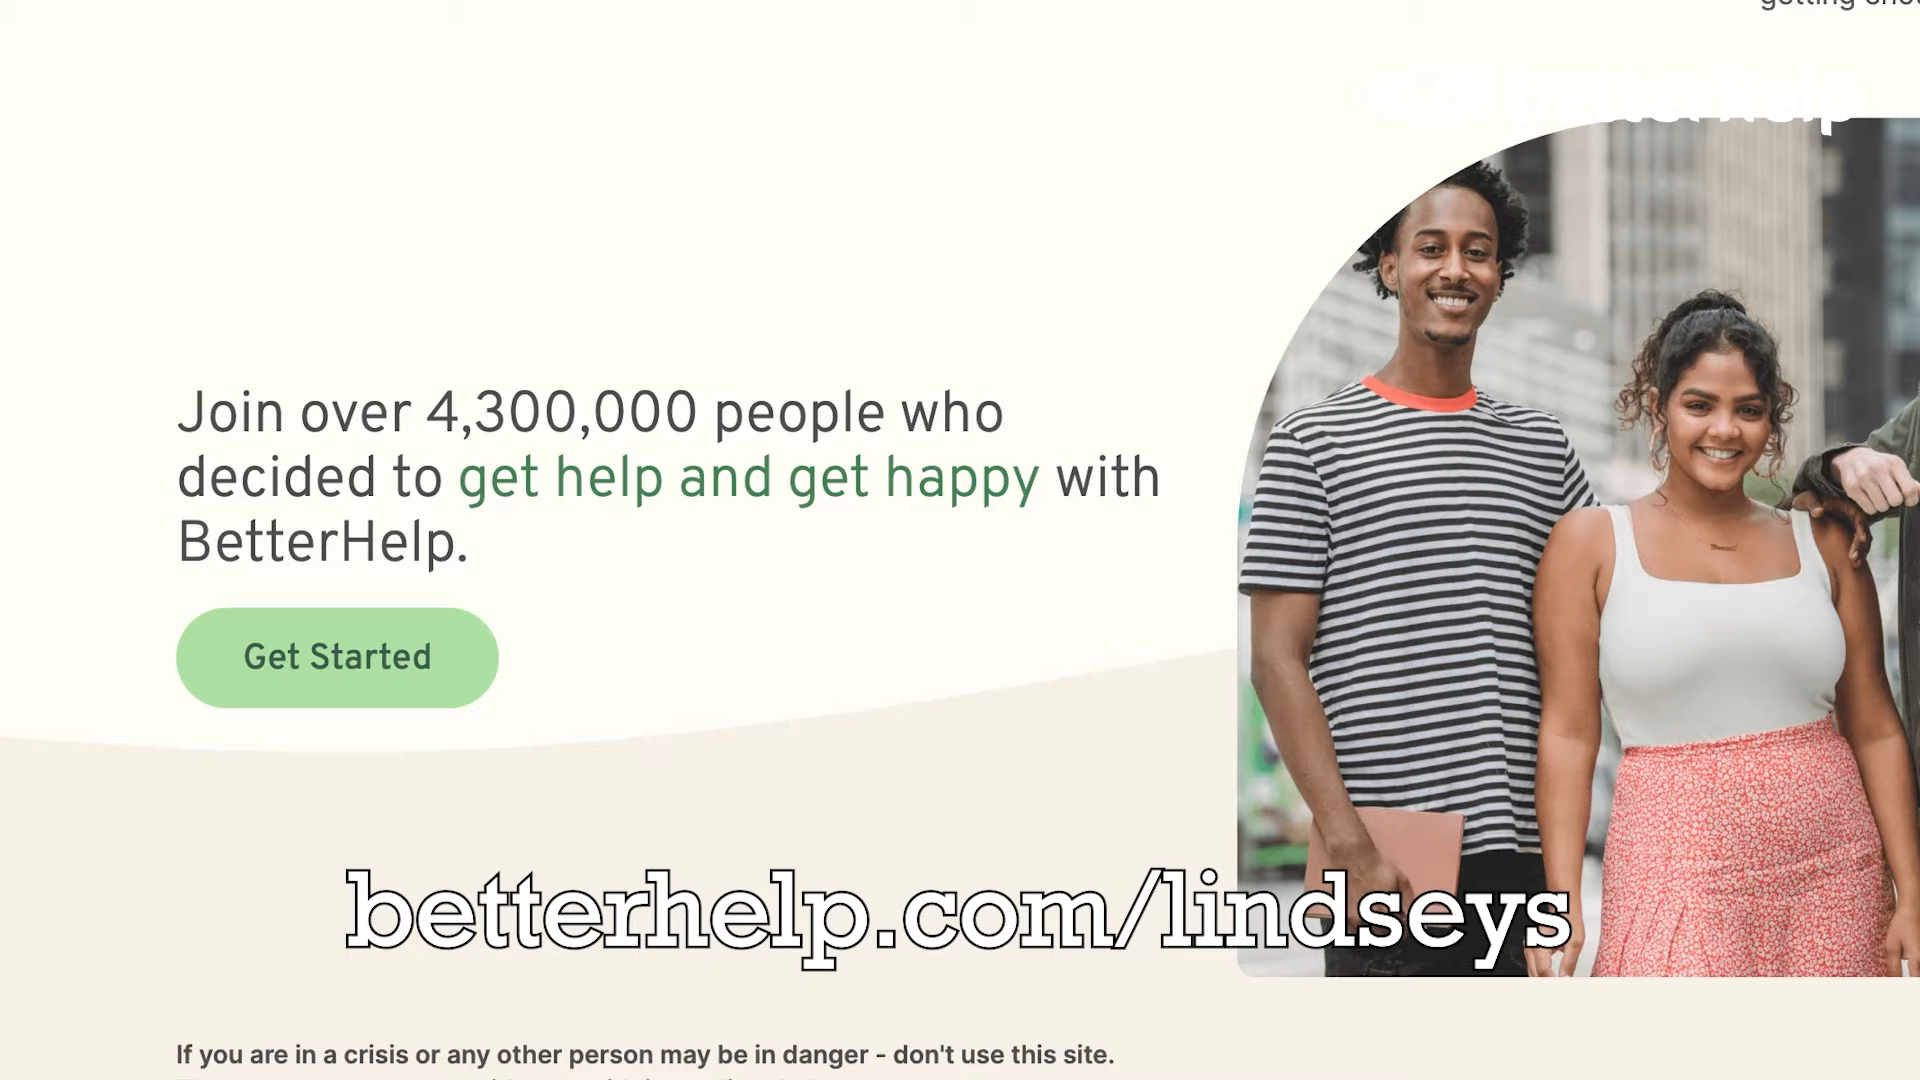 getting
betterhelp
Join over 4,300,000 people who
decided to get help and get happy with
BetterHelp.
Get Started
betterhelp.com/lindseys
If you are in a crisis or any other person may be in danger - don't use this site.